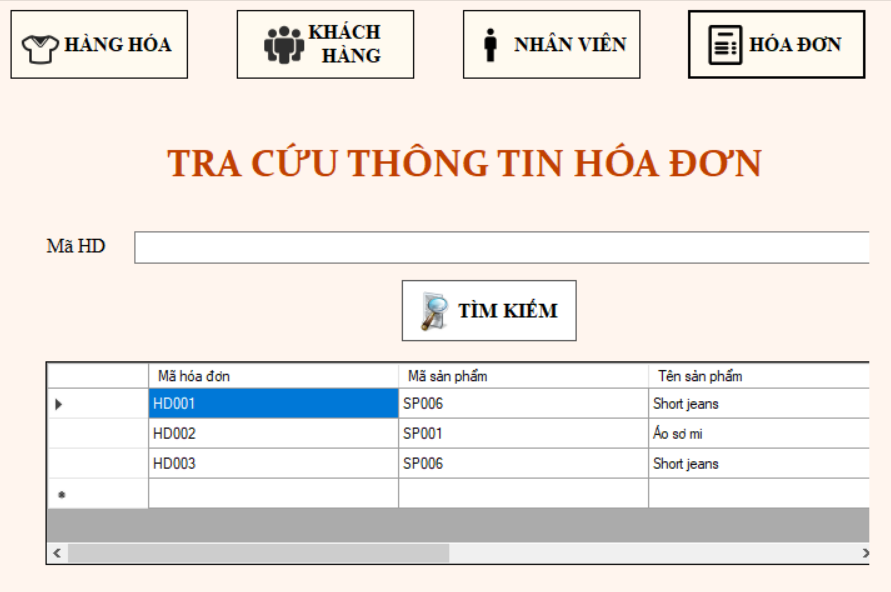 HÀNG HÓA
KHÁCH
HÀNG
NHÂN VIÊN
HÓA ĐƠN
TRA CỨU THÔNG TIN HÓA ĐƠN
Mã HD
TÌM KIẾM
Mã hóa đơn Mã sản phẩm Tên sản phẩm
HD001 SP006 Short jeans
HD002 SP001 Áo sơ mi
HD003 SP006 Short jeans